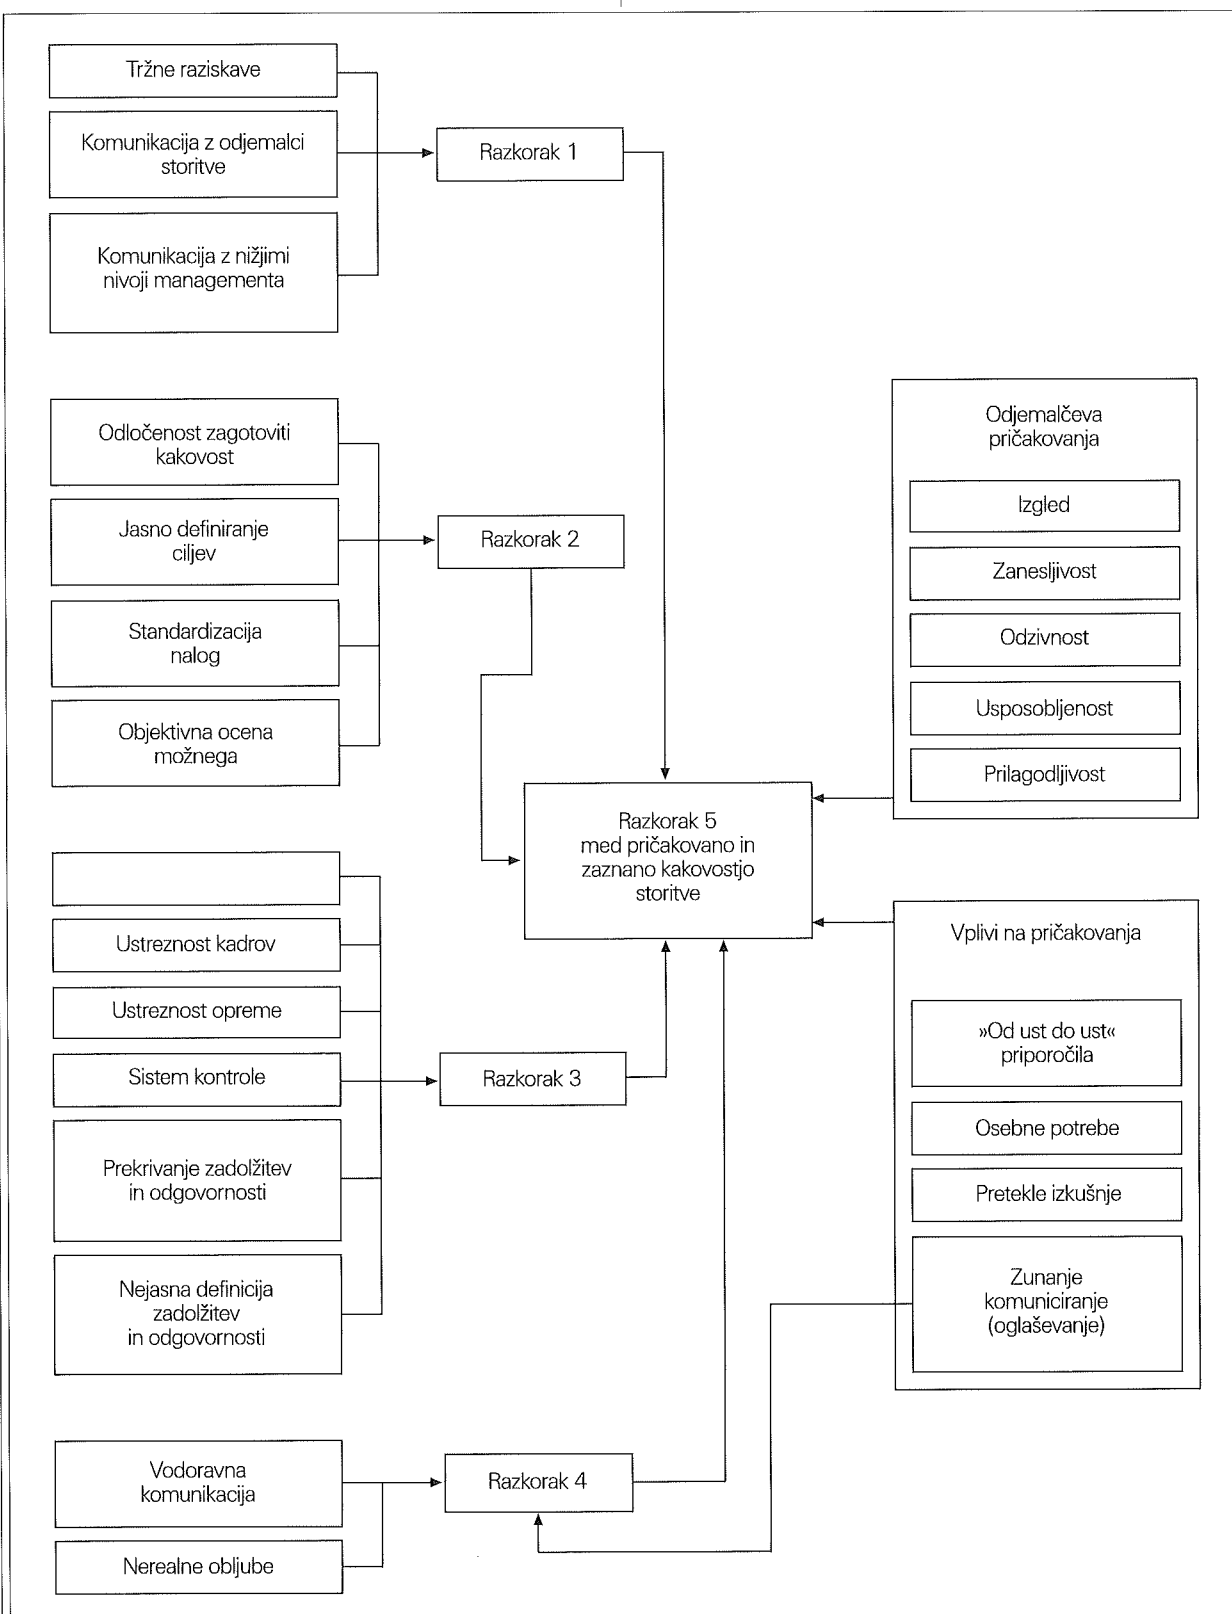 Tržne raziskave
Komunikacija z odjemalci
storitve
Komunikacija z nižjimi
nivoji managementa
Razkorak 1
Odločenost zagotoviti
kakovost
Jasno definiranje
ciljev
Standardizacija
nalog
Objektivna ocena
možnega
Razkorak 2
Odjemalčeva
pričakovanja
Izgled
Zanesljivost
Odzivnost
Usposobljenost
Prilagodljivost
Razkorak 5
med pričakovano in
zaznano kakovostjo
storitve
Ustreznost kadrov
Ustreznost opreme
Sistem kontrole
Prekrivanje zadolžitev
in odgovornosti
Nejasna definicija
zadolžitev
in odgovornosti
Razkorak 3
Vplivi na pričakovanja
»Od ust do ust«
priporočila
Osebne potrebe
Pretekle izkušnje
Zunanje
komuniciranje
(oglaševanje)
Vodoravna
komunikacija
Nerealne obljube
Razkorak 4